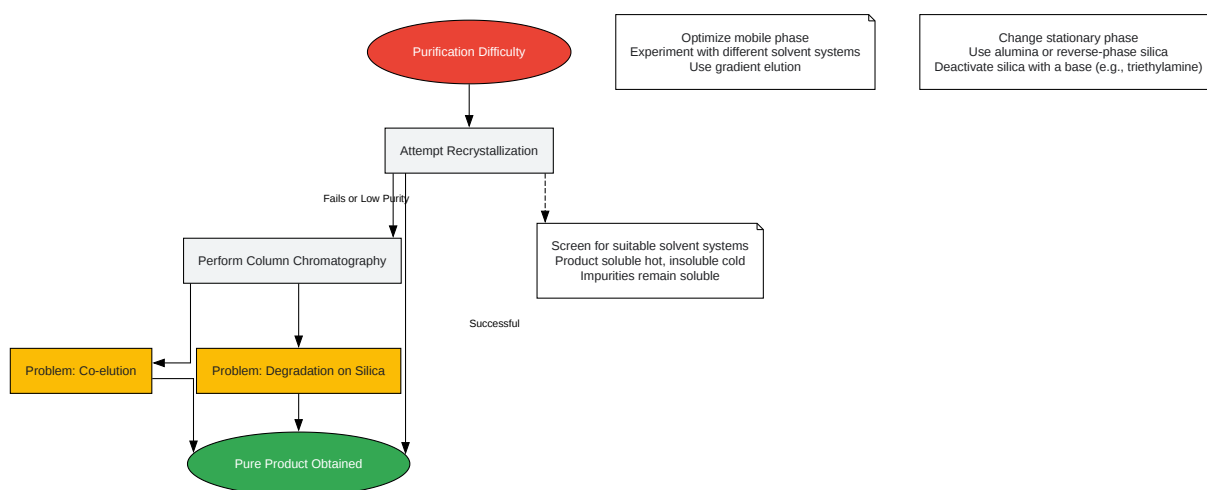 Purification Difficulty
Optimize mobile phase
Experiment with different solvent systems
Use gradient elution
Change stationary phase
Use alumina or reverse-phase silica
Deactivate silica with a base (e.g., triethylamine)
Attempt Recrystallization
Fails or Low Purity
Perform Column Chromatography
Screen for suitable solvent systems
Product soluble hot, insoluble cold
Impurities remain soluble
Successful
Problem: Co-elution
Problem: Degradation on Silica
Pure Product Obtained